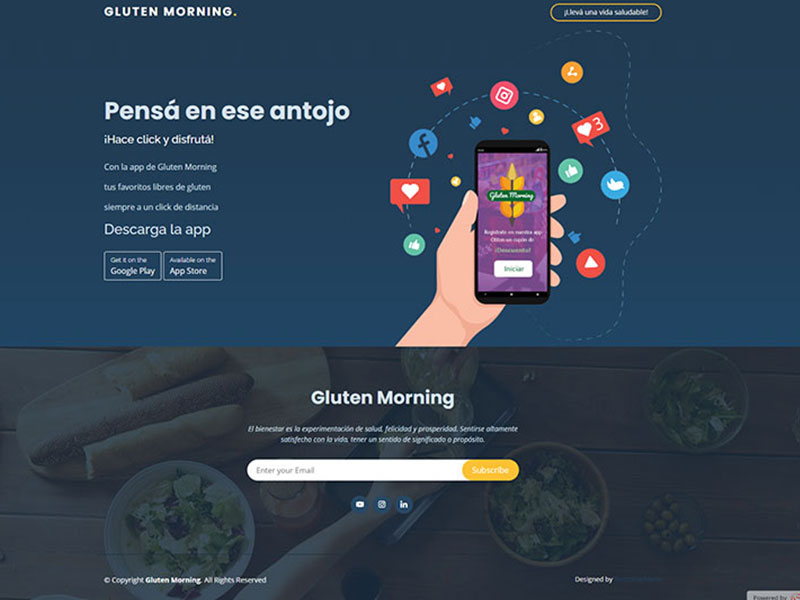 GLUTEN MORNING.
¡Llevá una vida saludable!
Pensá en ese antojo
¡Hace click y disfrutá!
Con la app de Gluten Morning
tus favoritos libres de gluten
siempre a un click de distancia
Descarga la app
Get it on the
Google Play
Available on the
App Store
3
Gluten Morning
Registrate en nuestra app
Obten un cupón de
¡Descuento!
Iniciar
Gluten Morning
El bienestar es la experimentación de salud, felicidad y prosperidad. Sentirse altamente
satisfecho con la vida, tener un sentido de significado o propósito.
Enter your Email
Subscribe
© Copyright Gluten Morning. All Rights Reserved
Designed by
Powered by